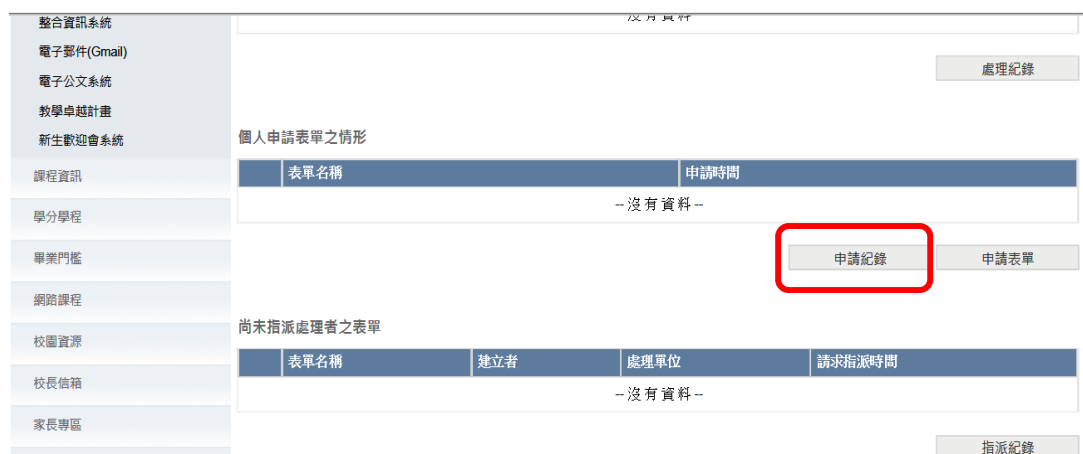 整合資訊系統
--沒有資料--
電子郵件(Gmail)
處理紀錄
電子公文系統
教學卓越計畫
新生歡迎會系統
個人申請表單之情形
課程資訊
表單名稱 申請時間
--沒有資料--
學分學程
畢業門檻
申請紀錄 申請表單
網路課程
尚未指派處理者之表單
校園資源
表單名稱 建立者 處理單位 請求指派時間
校長信箱
--沒有資料--
家長專區
指派紀錄